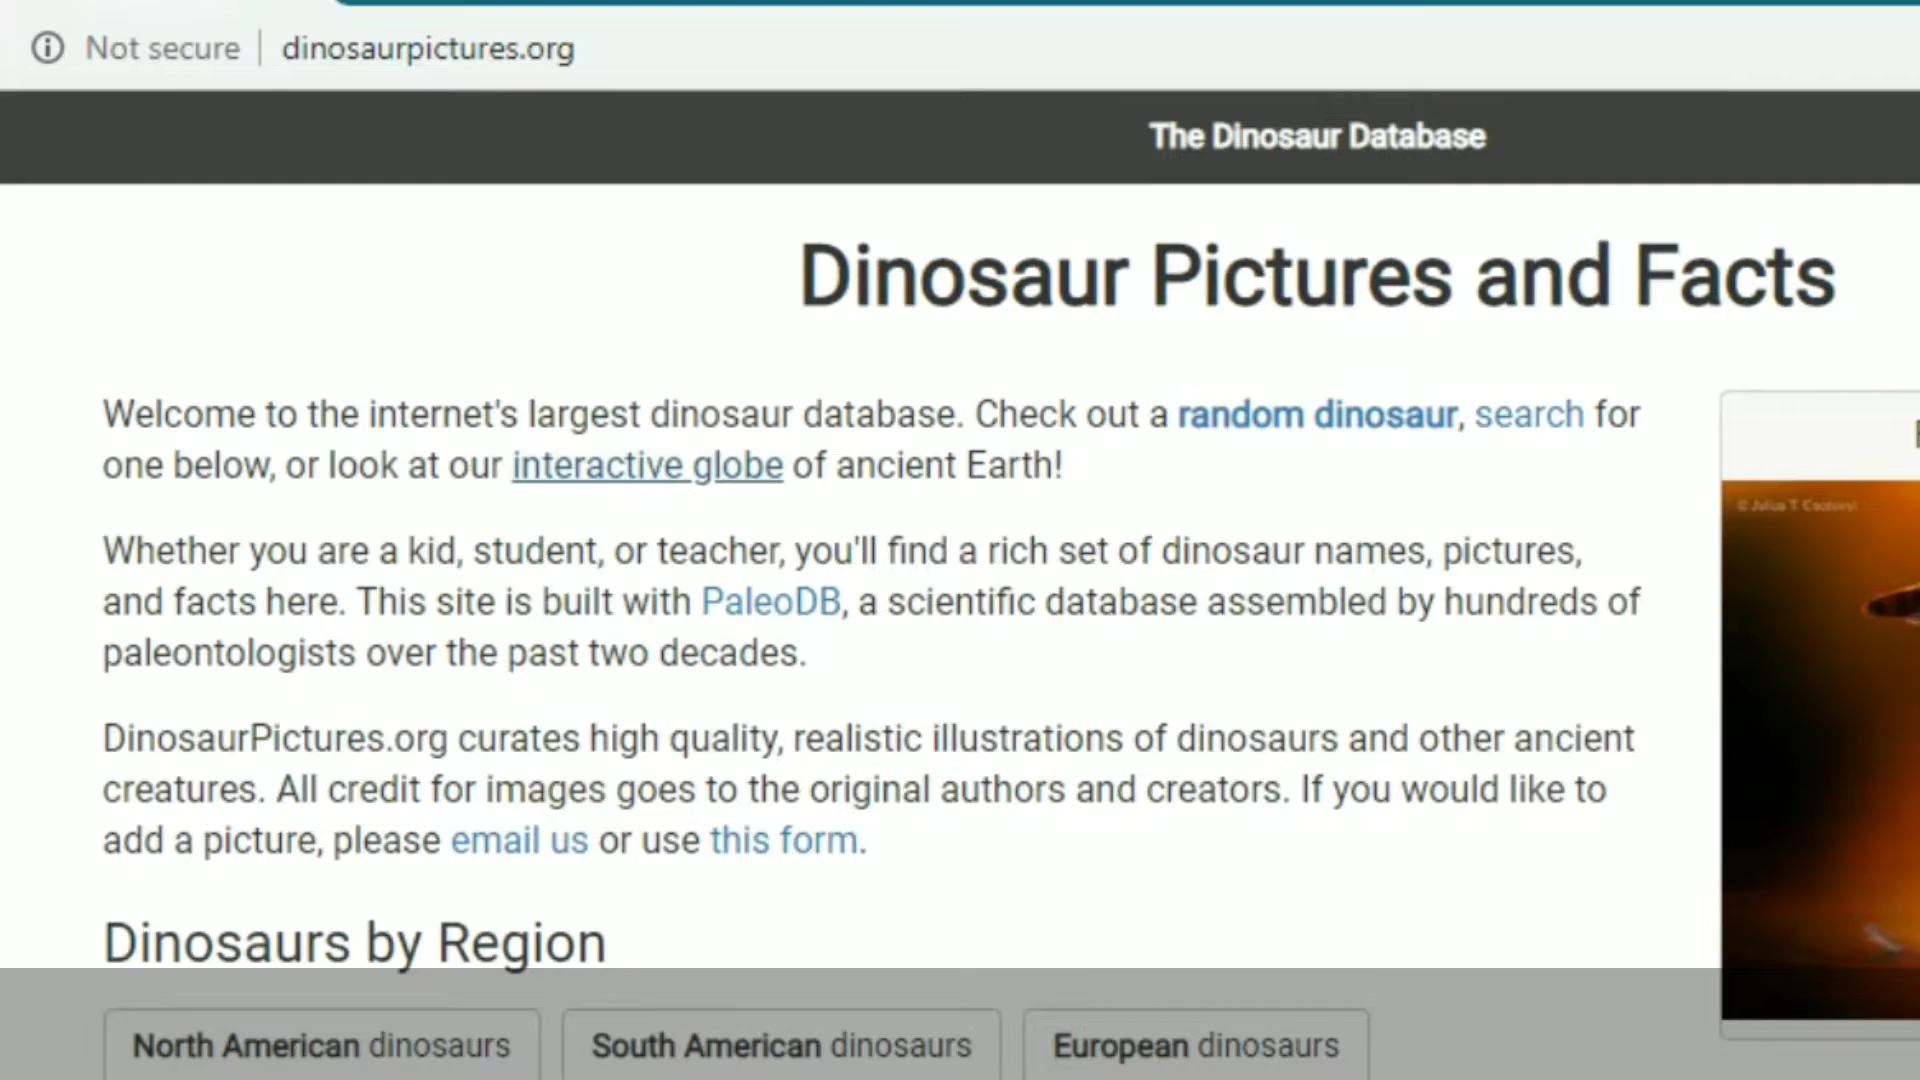 Not secure | dinosaurpictures.org
The Dinosaur Database
Dinosaur Pictures and Facts
Welcome to the internet's largest dinosaur database. Check out a random dinosaur, search for
one below, or look at our interactive globe of ancient Earth!
Whether you are a kid, student, or teacher, you'll find a rich set of dinosaur names, pictures,
and facts here. This site is built with PaleoDB, a scientific database assembled by hundreds of
paleontologists over the past two decades.
DinosaurPictures.org curates high quality, realistic illustrations of dinosaurs and other ancient
creatures. All credit for images goes to the original authors and creators. If you would like to
add a picture, please email us or use this form.
Dinosaurs by Region
North American dinosaurs
South American dinosaurs
European dinosaurs